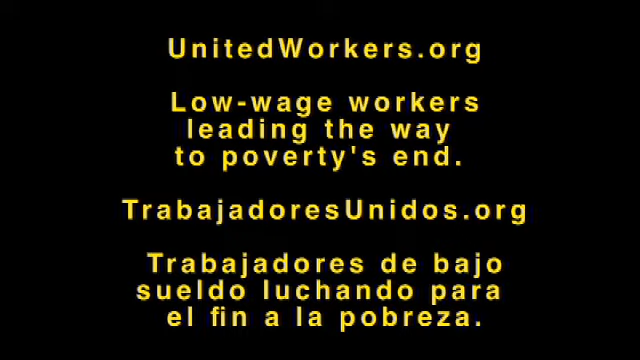 UnitedWorkers.org
Low-wage workers
leading the way
to poverty's end.
TrabajadoresUnidos.org
Trabajadores de bajo
sueldo luchando para
el fin a la pobreza.